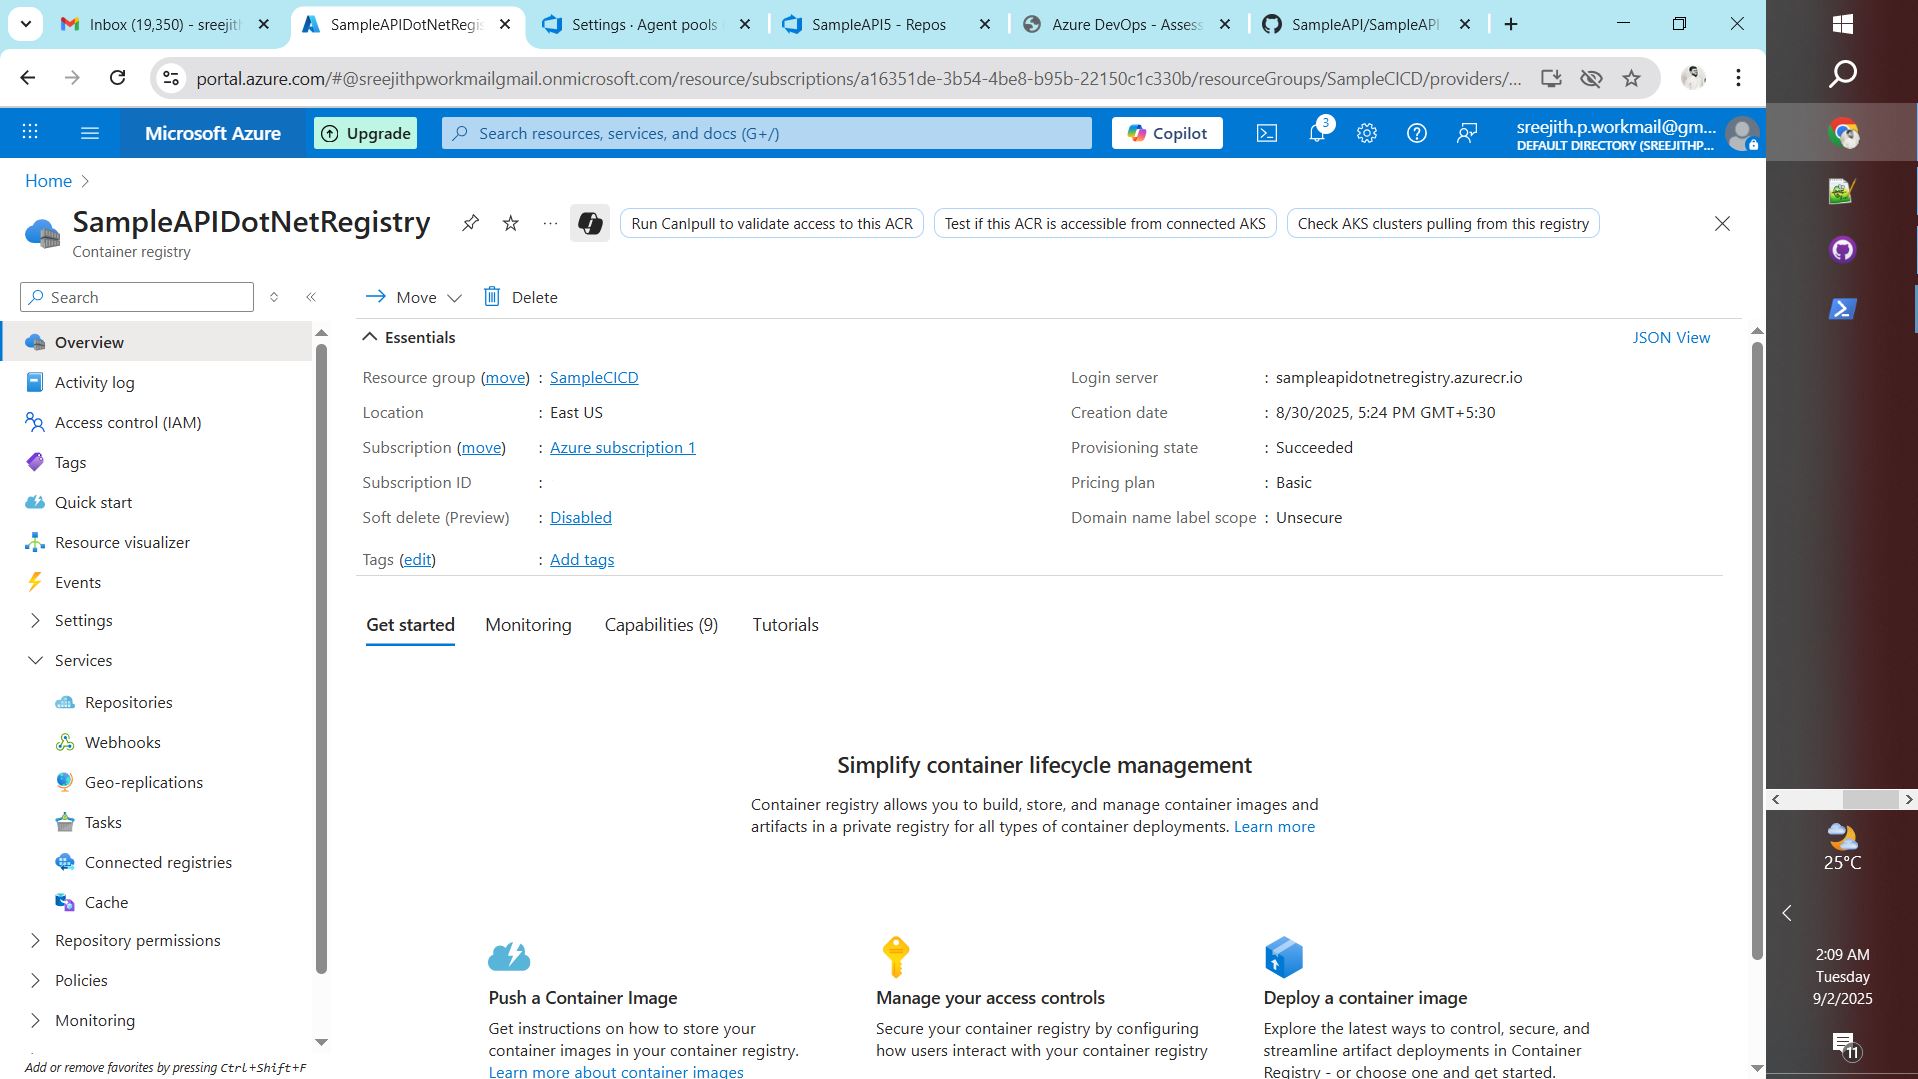 Inbox (19,350) - sreejith
SampleAPIDotNetRegis
Settings · Agent pools
SampleAPI5 - Repos
Azure DevOps - Assess
SampleAPI/SampleAPI
portal.azure.com/#@sreejithpworkmailgmail.onmicrosoft.com/resource/subscriptions/a16351de-3b54-4be8-b95b-22150c1c330b/resourceGroups/SampleCICD/providers/...
Microsoft Azure
Upgrade
Search resources, services, and docs (G+/)
Copilot
3
sreejith.p.workmail@gm...
DEFAULT DIRECTORY (SREEJITHP...
Home
SampleAPIDotNetRegistry
Container registry
Run CanIpull to validate access to this ACR
Test if this ACR is accessible from connected AKS
Check AKS clusters pulling from this registry
Search
Move
Delete
Overview
Activity log
Access control (IAM)
Tags
Quick start
Resource visualizer
Events
Settings
Services
Repositories
Webhooks
Geo-replications
Tasks
Connected registries
Cache
Repository permissions
Policies
Monitoring
Add or remove favorites by pressing Ctrl+Shift+F
Essentials
JSON View
Resource group (move) : SampleCICD
Location : East US
Subscription (move) : Azure subscription 1
Subscription ID :
Soft delete (Preview) : Disabled
Tags (edit) : Add tags
Login server : sampleapidotnetregistry.azurecr.io
Creation date : 8/30/2025, 5:24 PM GMT+5:30
Provisioning state : Succeeded
Pricing plan : Basic
Domain name label scope : Unsecure
Get started
Monitoring
Capabilities (9)
Tutorials
Simplify container lifecycle management
Container registry allows you to build, store, and manage container images and
artifacts in a private registry for all types of container deployments. Learn more
Push a Container Image
Get instructions on how to store your
container images in your container registry.
Learn more about container images
Manage your access controls
Secure your container registry by configuring
how users interact with your container registry
Deploy a container image
Explore the latest ways to control, secure, and
streamline artifact deployments in Container
Registry - or choose one and get started.
25°C
2:09 AM
Tuesday
9/2/2025
11